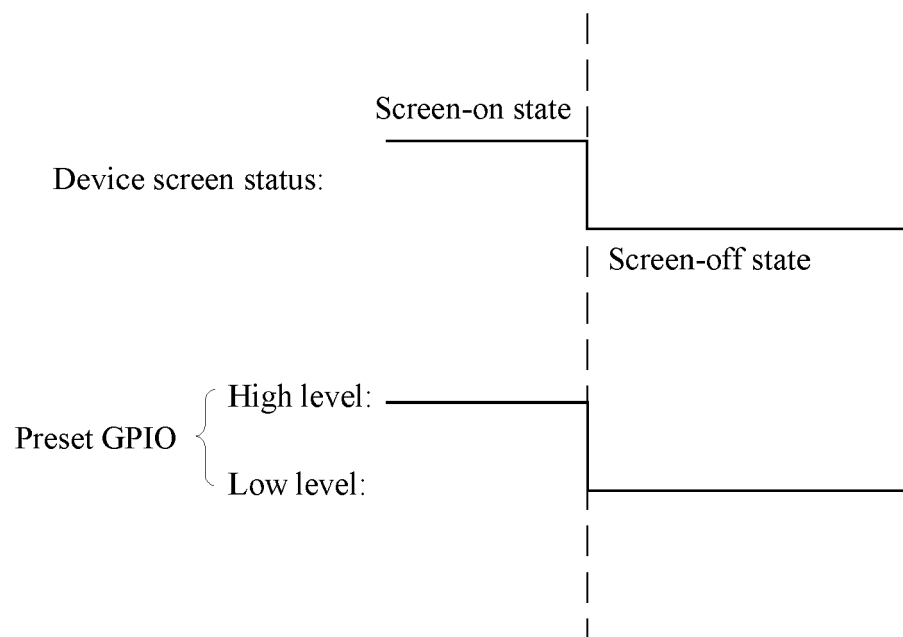 Screen-on state
Device screen status:
Screen-off state
High level:
Preset GPIO
Low level: